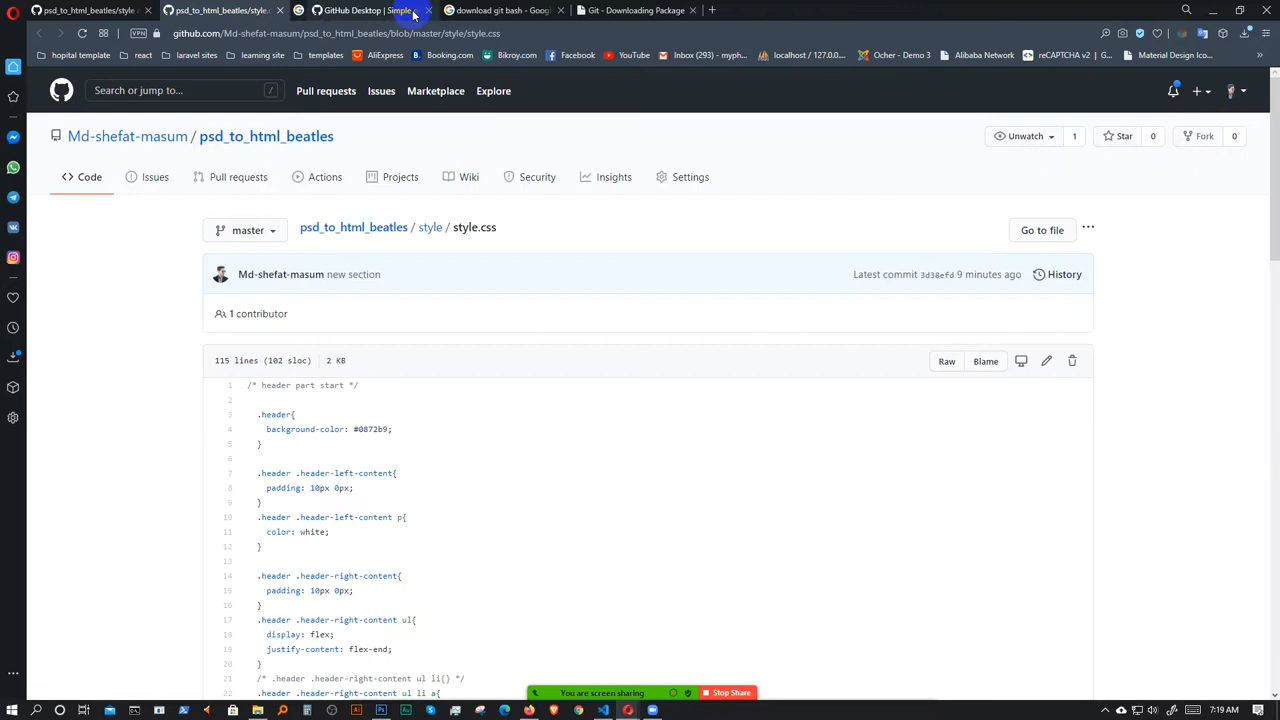 psd_to_html_beatles/style. psd_to_html_beatles/style. GitHub Desktop | Simple download git bash - Goog Git - Downloading Package
VPN github.com/Md-shefat-masum/psd_to_html_beatles/blob/master/style/style.css
hopital template react laravel sites learning site templates AliExpress Booking.com Bikroy.com Facebook YouTube Inbox (293) - myph... localhost / 127.0.0... Ocher - Demo 3 Alibaba Network reCAPTCHA v2 | G... Material Design Ico... »
Search or jump to... / Pull requests Issues Marketplace Explore
Md-shefat-masum / psd_to_html_beatles Unwatch 1 Star 0 Fork 0
Code Issues Pull requests Actions Projects Wiki Security Insights Settings
master psd_to_html_beatles / style / style.css Go to file ...
Md-shefat-masum new section Latest commit 3d38efd 9 minutes ago History
1 contributor
115 lines (102 sloc) 2 KB Raw Blame
1 /* header part start */
2
3 .header{
4 background-color: #0872b9;
5 }
6
7 .header .header-left-content{
8 padding: 10px 0px;
9 }
10 .header .header-left-content p{
11 color: white;
12 }
13
14 .header .header-right-content{
15 padding: 10px 0px;
16 }
17 .header .header-right-content ul{
18 display: flex;
19 justify-content: flex-end;
20 }
21 /* .header .header-right-content ul li{} */
22 .header .header-right-content ul li a{
You are screen sharing Stop Share
7:19 AM